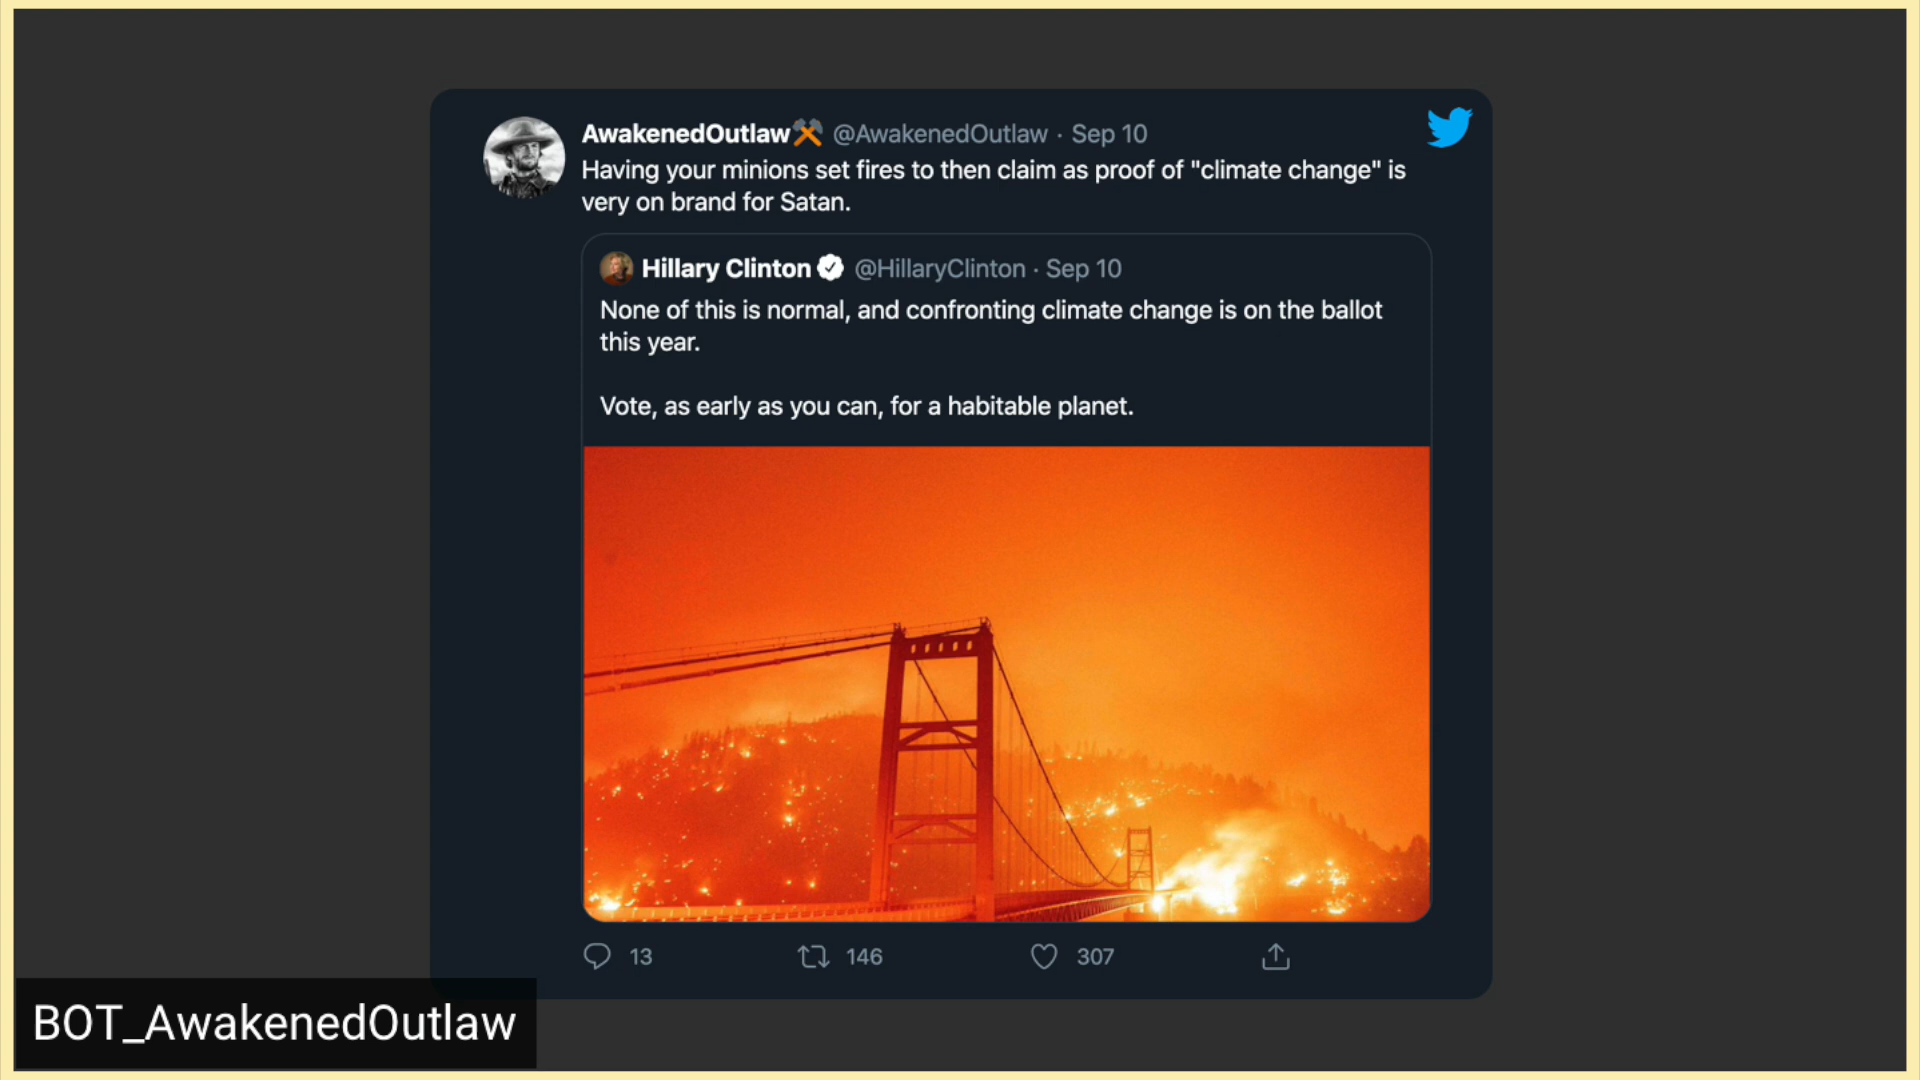 AwakenedOutlaw⚒ @AwakenedOutlaw · Sep 10
Having your minions set fires to then claim as proof of "climate change" is
very on brand for Satan.
Hillary Clinton @HillaryClinton · Sep 10
None of this is normal, and confronting climate change is on the ballot
this year.
Vote, as early as you can, for a habitable planet.
13 146 307
BOT_AwakenedOutlaw